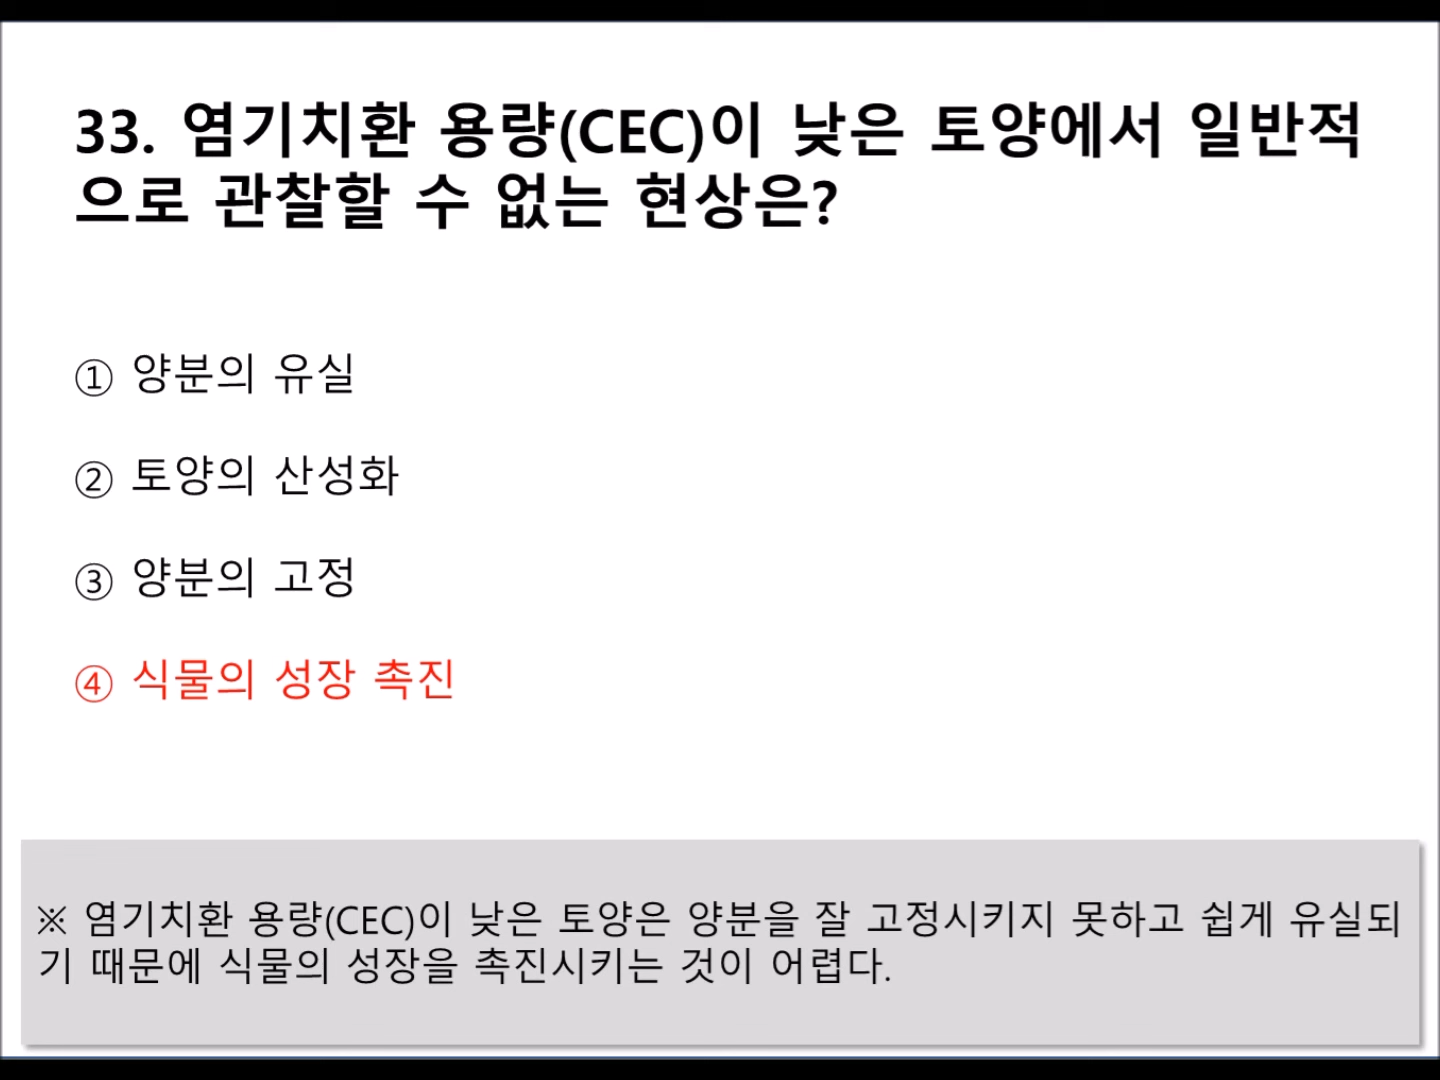 33. 염기치환 용량(CEC)이 낮은 토양에서 일반적
으로 관찰할 수 없는 현상은?
① 양분의 유실
② 토양의 산성화
③ 양분의 고정
④ 식물의 성장 촉진
※ 염기치환 용량(CEC)이 낮은 토양은 양분을 잘 고정시키지 못하고 쉽게 유실되
기 때문에 식물의 성장을 촉진시키는 것이 어렵다.